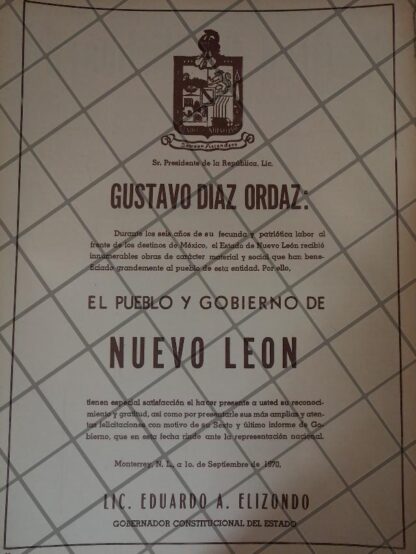 Semper Ascendens
Sr. Presidente de la República, Lic.
GUSTAVO DIAZ ORDAZ:
Durante los seis años de su fecunda y patriótica labor al
frente de los destinos de México, el Estado de Nuevo León recibió
innumerables obras de carácter material y social que han bene-
ficiado grandemente al pueblo de esta entidad. Por ello,
EL PUEBLO Y GOBIERNO DE
NUEVO LEON
tienen especial satisfacción el hacer presente a usted su reconoci-
miento y gratitud, así como por presentarle sus más amplias y aten-
tas felicitaciones con motivo de su Sexto y último informe de Go-
bierno, que en esta fecha rinde ante la representación nacional.
Monterrey, N. L., a 1o. de Septiembre de 1970,
LIC. EDUARDO A. ELIZONDO
GOBERNADOR CONSTITUCIONAL DEL ESTADO